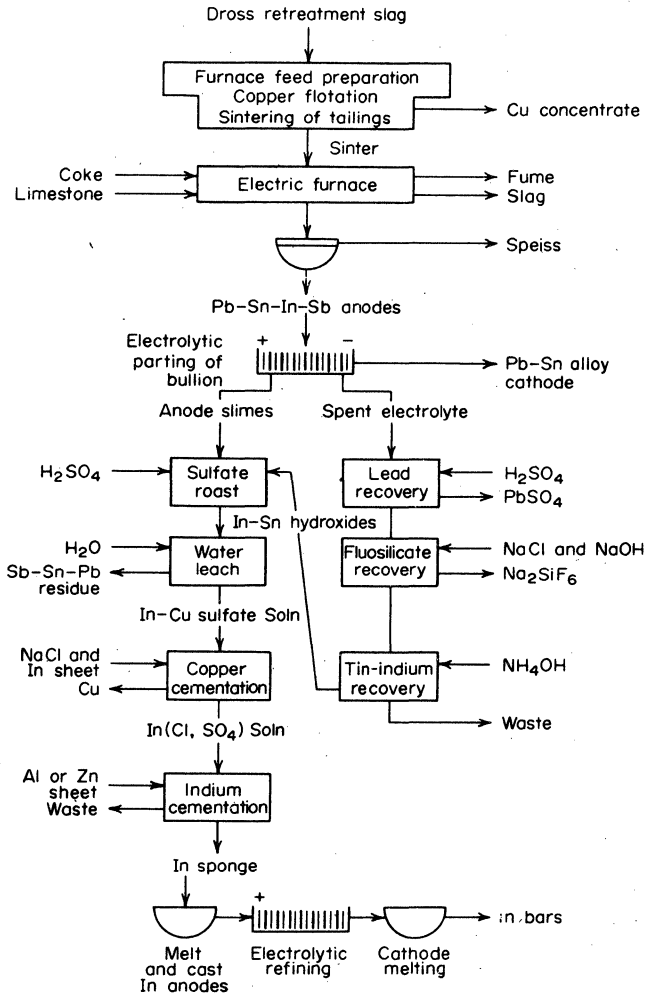 Dross retreatment slag
Furnace feed preparation
Copper flotation
Sintering of tailings
Cu concentrate
Sinter
Coke
Limestone
Electric furnace
Fume
Slag
Speiss
Pb-Sn-In-Sb anodes
Electrolytic
parting of
bullion
+
−
Pb-Sn alloy
cathode
Anode slimes
Spent electrolyte
H2SO4
Sulfate
roast
Lead
recovery
H2SO4
PbSO4
In-Sn hydroxides
H2O
Sb-Sn-Pb
residue
Water
leach
Fluosilicate
recovery
NaCl and NaOH
Na2SiF6
In-Cu sulfate Soln
NaCl and
In sheet
Cu
Copper
cementation
Tin-indium
recovery
NH4OH
Waste
In(Cl, SO4) Soln
Al or Zn
sheet
Waste
Indium
cementation
In sponge
+
In bars
Melt
and cast
In anodes
Electrolytic
refining
Cathode
melting